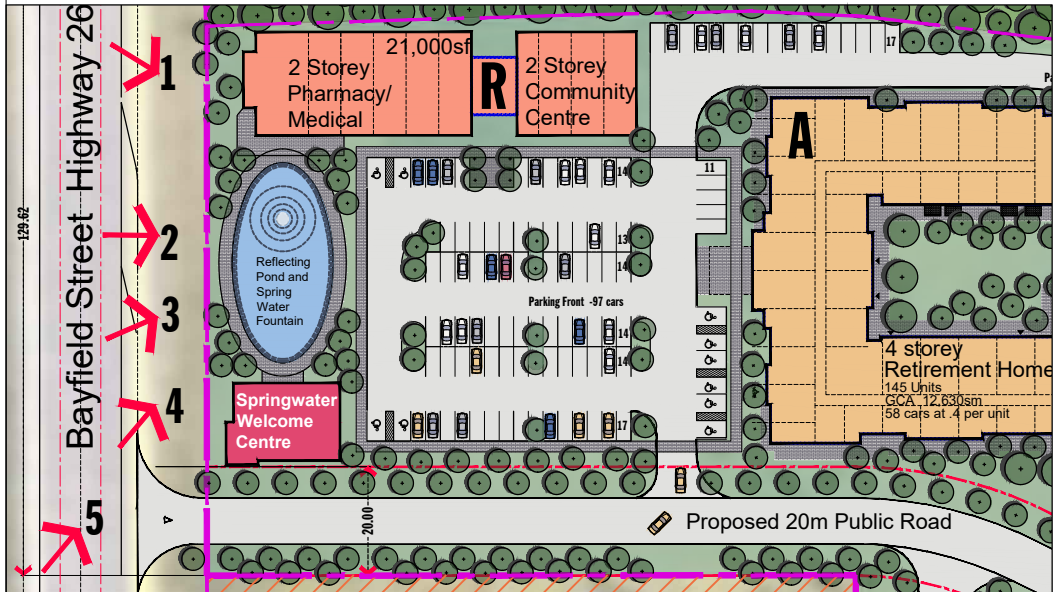 Bayfield Street Highway 26
129.62
1
2
3
4
5
21,000sf
2 Storey
Pharmacy/
Medical
R
2 Storey
Community
Centre
17
A
14
11
13
14
Reflecting
Pond and
Spring
Water
Fountain
Parking Front -97 cars
14
14
17
Springwater
Welcome
Centre
4 storey
Retirement Home
145 Units
GCA 12,630sm
58 cars at .4 per unit
20.00
Proposed 20m Public Road